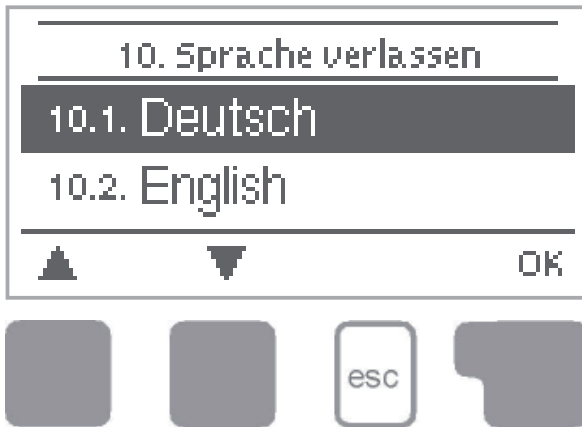 10. Sprache verlassen
10.1. Deutsch
10.2. English
OK
esc